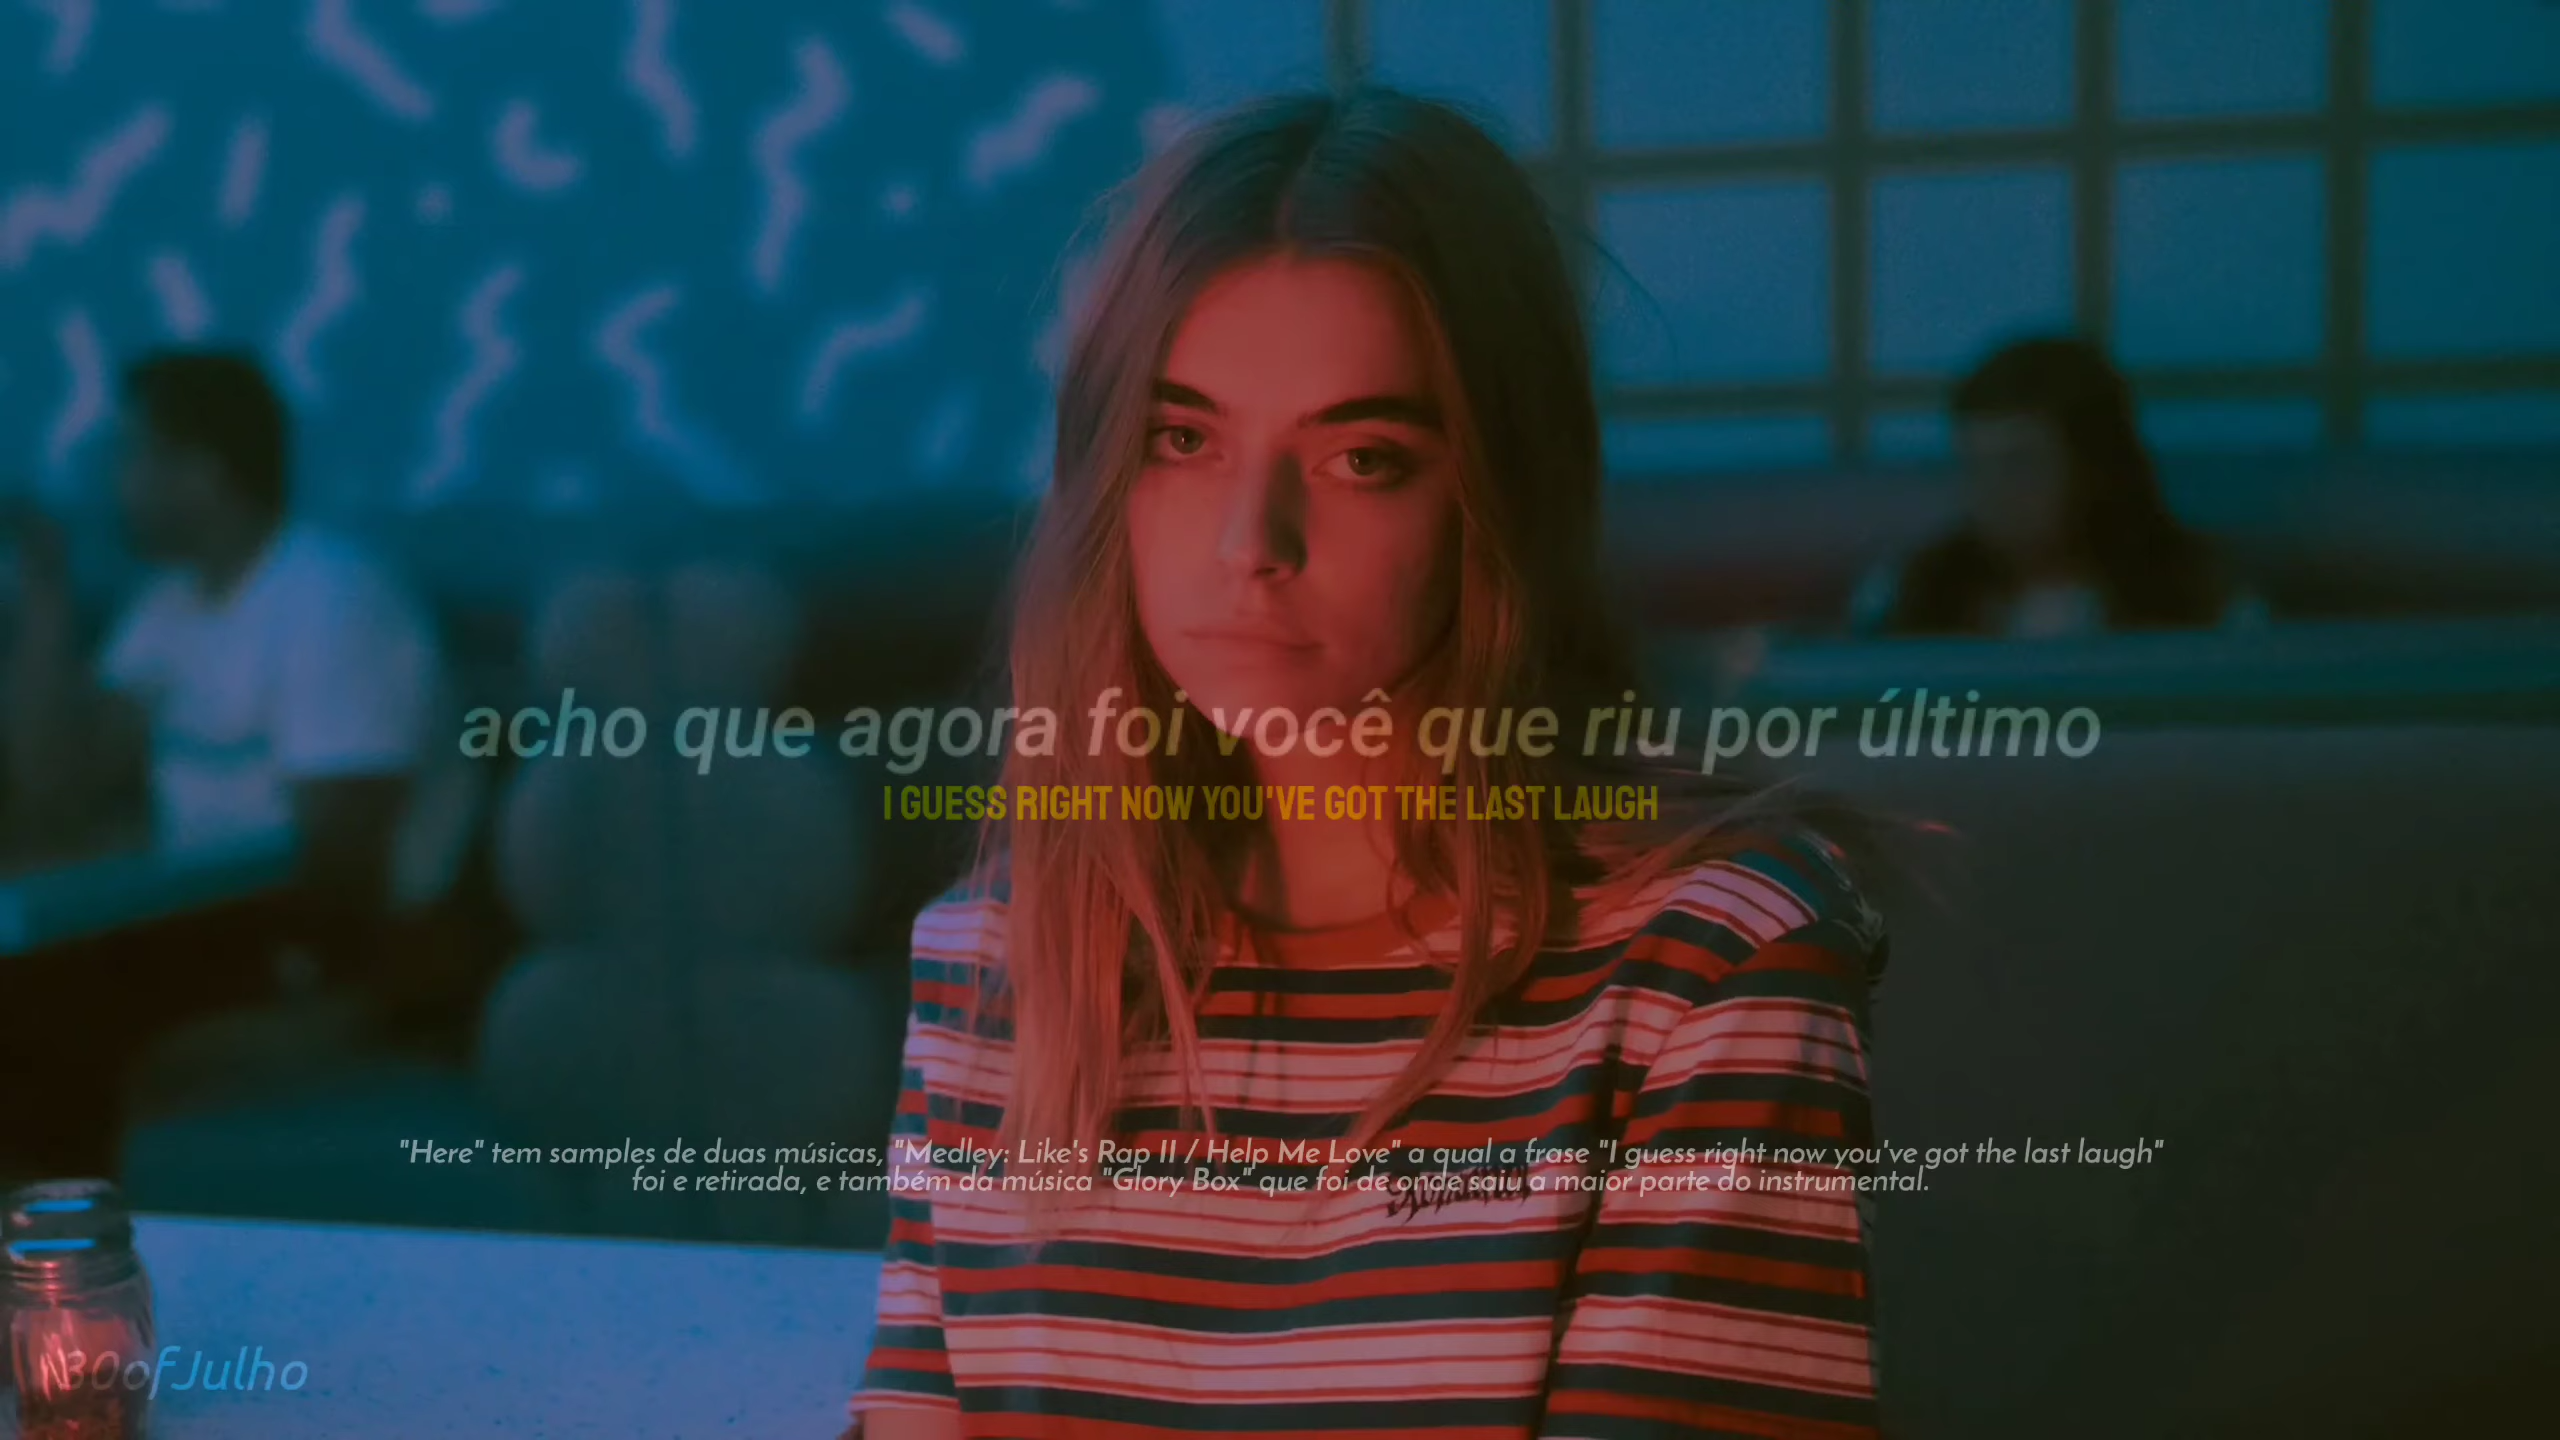 acho que agora foi você que riu por último
I GUESS RIGHT NOW YOU'VE GOT THE LAST LAUGH
"Here" tem samples de duas músicas, "Medley: Like's Rap II / Help Me Love" a qual a frase "I guess right now you've got the last laugh"
foi e retirada, e também da música "Glory Box" que foi de onde saiu a maior parte do instrumental.
30ofJulho